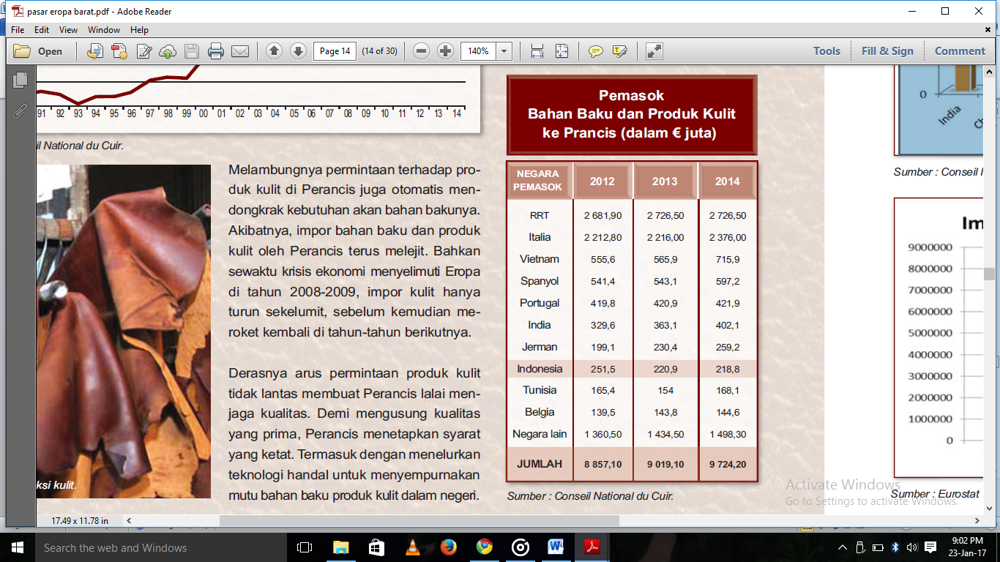 pasar eropa barat.pdf - Adobe Reader
File Edit View Window Help
Open
Page 14
(14 of 30)
140%
Tools
Fill & Sign
Comment
91 92 93 94 95 96 97 98 99 00 01 02 03 04 05 06 07 08 09 10 11 12 13 14
il National du Cuir.
ksi kulit.
Melambungnya permintaan terhadap pro-
duk kulit di Perancis juga otomatis men-
dongkrak kebutuhan akan bahan bakunya.
Akibatnya, impor bahan baku dan produk
kulit oleh Perancis terus melejit. Bahkan
sewaktu krisis ekonomi menyelimuti Eropa
di tahun 2008-2009, impor kulit hanya
turun sekelumit, sebelum kemudian me-
roket kembali di tahun-tahun berikutnya.
Derasnya arus permintaan produk kulit
tidak lantas membuat Perancis lalai men-
jaga kualitas. Demi mengusung kualitas
yang prima, Perancis menetapkan syarat
yang ketat. Termasuk dengan menelurkan
teknologi handal untuk menyempurnakan
mutu bahan baku produk kulit dalam negeri.
Pemasok
Bahan Baku dan Produk Kulit
ke Prancis (dalam € juta)
NEGARA PEMASOK 2012 2013 2014
RRT 2 681,90 2 726,50 2 726,50
Italia 2 212,80 2 216,00 2 376,00
Vietnam 555,6 565,9 715,9
Spanyol 541,4 543,1 597,2
Portugal 419,8 420,9 421,9
India 329,6 363,1 402,1
Jerman 199,1 230,4 259,2
Indonesia 251,5 220,9 218,8
Tunisia 165,4 154 168,1
Belgia 139,5 143,8 144,6
Negara lain 1 360,50 1 434,50 1 498,30
JUMLAH 8 857,10 9 019,10 9 724,20
Sumber : Conseil National du Cuir.
0
India
Ch
Sumber : Conseil N
Im
9000000
8000000
7000000
6000000
5000000
4000000
3000000
2000000
1000000
0
Sumber : Eurostat
Activate Windows
Go to Settings to activate Windows.
17.49 x 11.78 in
Search the web and Windows
9:02 PM
23-Jan-17